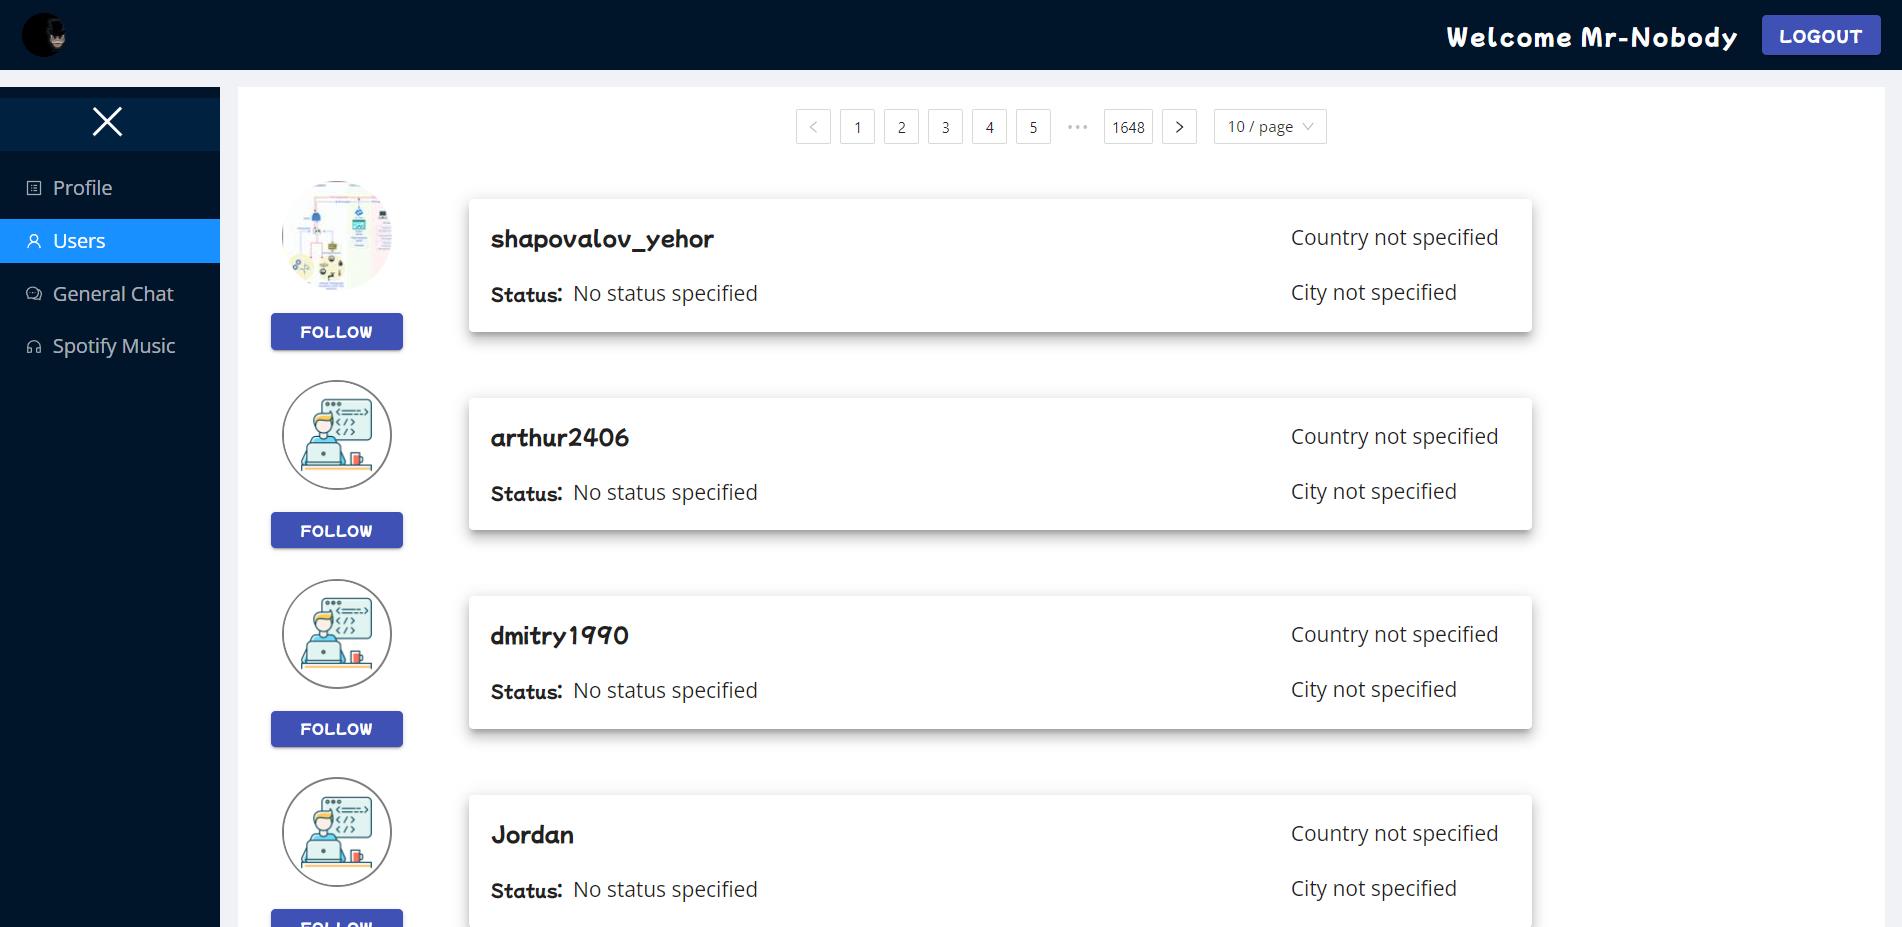 Welcome Mr-Nobody LOGOUT
1 2 3 4 5 ••• 1648 10 / page
Profile
Users
General Chat
Spotify Music
shapovalov_yehor Country not specified
Status: No status specified City not specified
FOLLOW
arthur2406 Country not specified
Status: No status specified City not specified
FOLLOW
dmitry1990 Country not specified
Status: No status specified City not specified
FOLLOW
Jordan Country not specified
Status: No status specified City not specified
FOLLOW